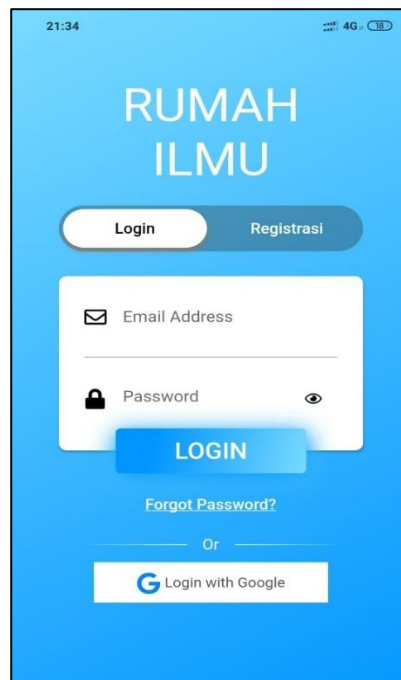 21:34 4G 18
RUMAH
ILMU
Login Registrasi
Email Address
Password
LOGIN
Forgot Password?
Or
Login with Google